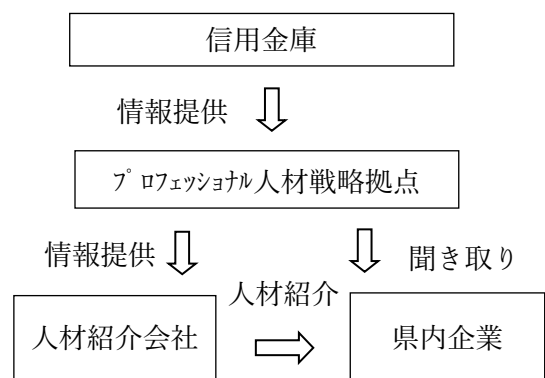 信用金庫
情報提供
ﾌﾟﾛﾌｪｯｼｮﾅﾙ人材戦略拠点
情報提供
聞き取り
人材紹介
人材紹介会社
県内企業